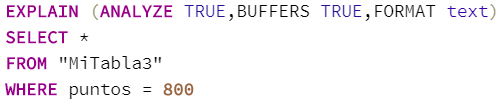 EXPLAIN (ANALYZE TRUE,BUFFERS TRUE,FORMAT text)
SELECT *
FROM "MiTabla3"
WHERE puntos = 800